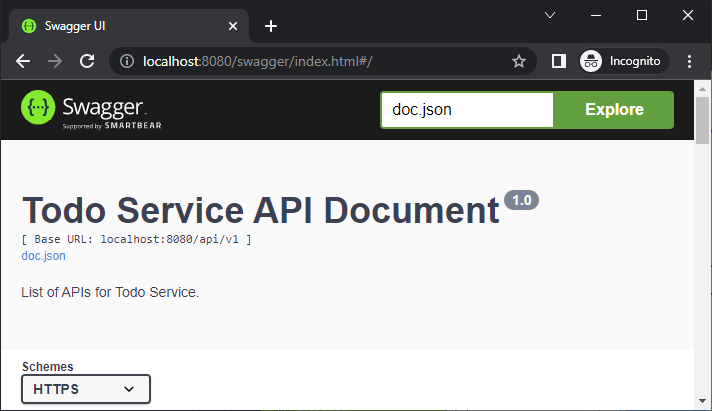 Swagger UI
localhost:8080/swagger/index.html#/
Incognito
Swagger
Supported by SMARTBEAR
doc.json
Explore
Todo Service API Document 1.0
[ Base URL: localhost:8080/api/v1 ]
doc.json
List of APIs for Todo Service.
Schemes
HTTPS